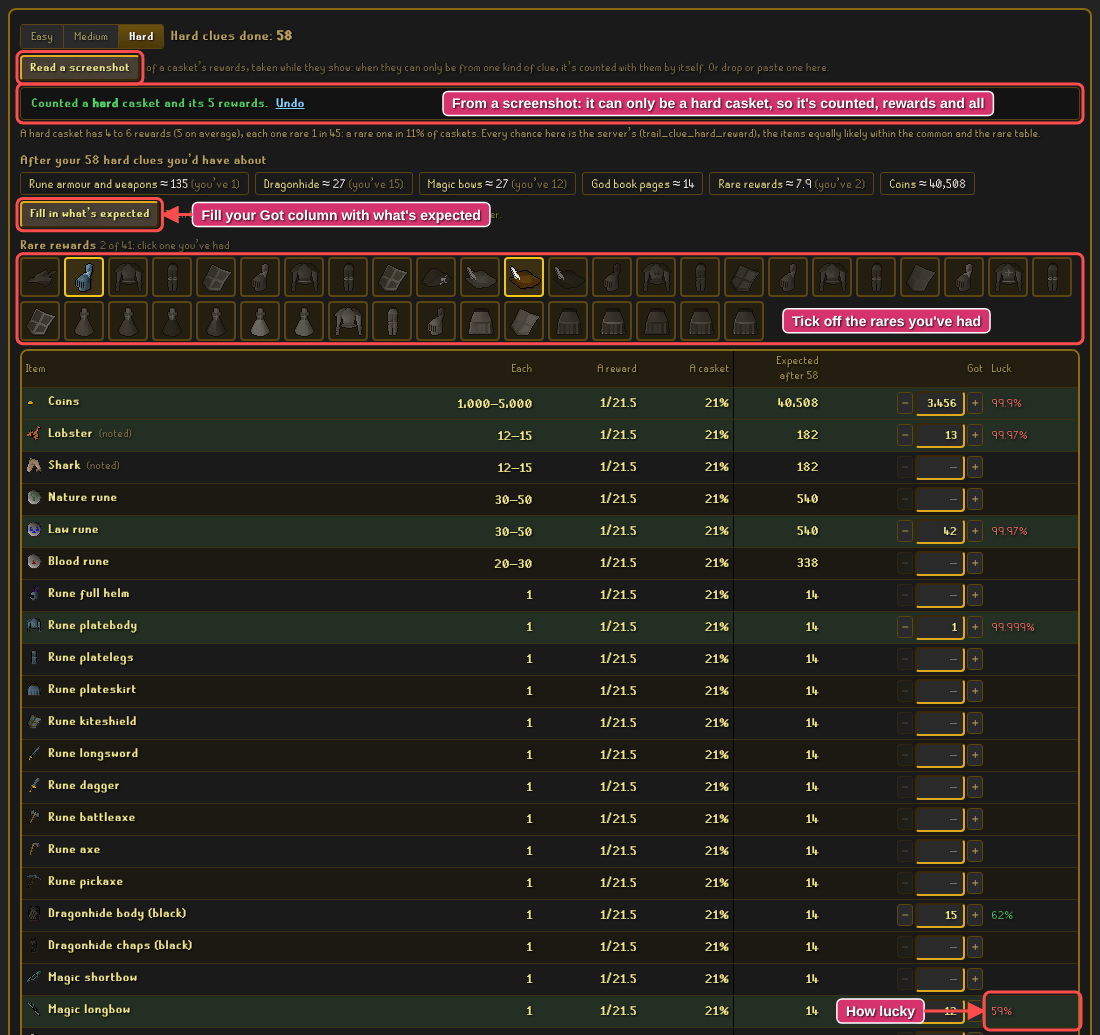 Easy Medium Hard Hard clues done: 58
Read a screenshot of a casket's rewards, taken while they show: when they can only be from one kind of clue, it's counted with them by itself. Or drop or paste one here.
Counted a hard casket and its 5 rewards. Undo From a screenshot: it can only be a hard casket, so it's counted, rewards and all
A hard casket has 4 to 6 rewards (5 on average), each one rare 1 in 45: a rare one in 11% of caskets. Every chance here is the server's (trail_clue_hard_reward), the items equally likely within the common and the rare table.
After your 58 hard clues you'd have about
Rune armour and weapons ≈ 135 (you've 1) Dragonhide ≈ 27 (you've 15) Magic bows ≈ 27 (you've 12) God book pages ≈ 14 Rare rewards ≈ 7.9 (you've 2) Coins ≈ 40,508
Fill in what's expected Fill your Got column with what's expected
Rare rewards 2 of 41: click one you've had
Tick off the rares you've had
Item Each A reward A casket Expected after 58 Got Luck
Coins 1,000–5,000 1/21.5 21% 40,508 − 3,456 + 99.9%
Lobster (noted) 12–15 1/21.5 21% 182 − 13 + 99.97%
Shark (noted) 12–15 1/21.5 21% 182 − – +
Nature rune 30–50 1/21.5 21% 540 − – +
Law rune 30–50 1/21.5 21% 540 − 42 + 99.97%
Blood rune 20–30 1/21.5 21% 338 − – +
Rune full helm 1 1/21.5 21% 14 − – +
Rune platebody 1 1/21.5 21% 14 − 1 + 99.999%
Rune platelegs 1 1/21.5 21% 14 − – +
Rune plateskirt 1 1/21.5 21% 14 − – +
Rune kiteshield 1 1/21.5 21% 14 − – +
Rune longsword 1 1/21.5 21% 14 − – +
Rune dagger 1 1/21.5 21% 14 − – +
Rune battleaxe 1 1/21.5 21% 14 − – +
Rune axe 1 1/21.5 21% 14 − – +
Rune pickaxe 1 1/21.5 21% 14 − – +
Dragonhide body (black) 1 1/21.5 21% 14 − 15 + 62%
Dragonhide chaps (black) 1 1/21.5 21% 14 − – +
Magic shortbow 1 1/21.5 21% 14 − – +
Magic longbow 1 1/21.5 21% 14 How lucky 12 59%